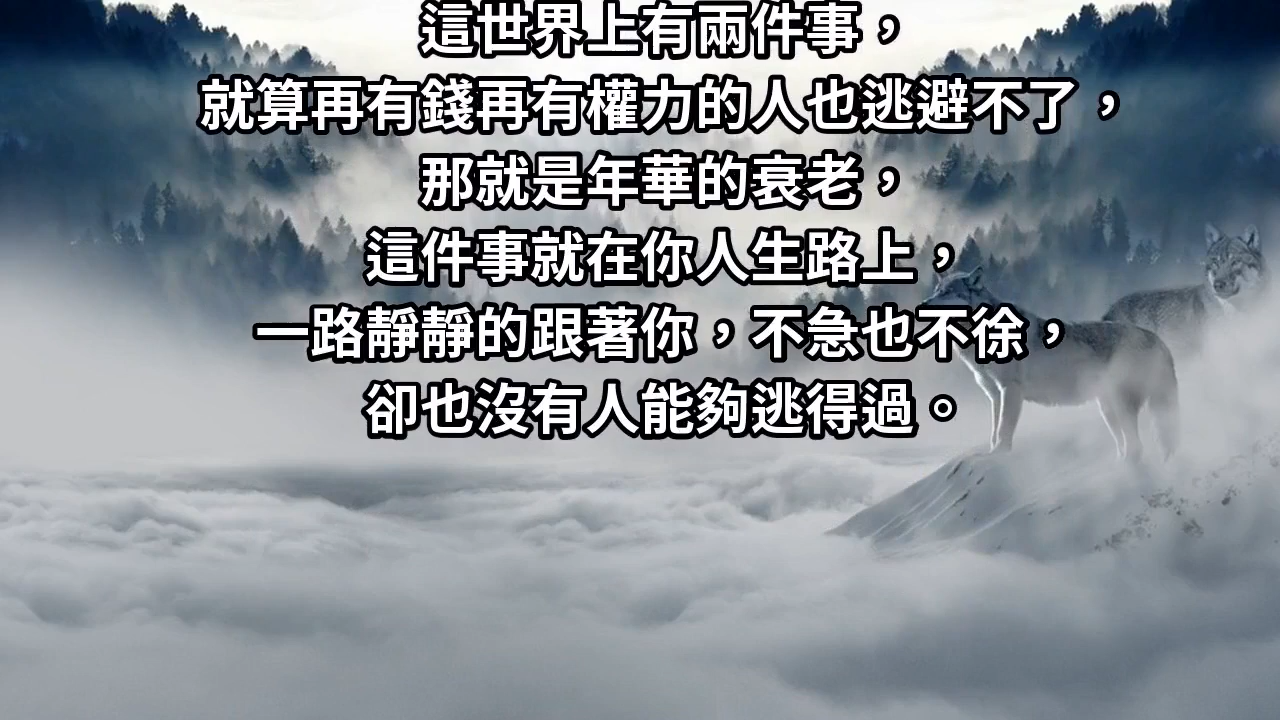 這世界上有兩件事，
就算再有錢再有權力的人也逃避不了，
那就是年華的衰老，
這件事就在你人生路上，
一路靜靜的跟著你，不急也不徐，
卻也沒有人能夠逃得過。